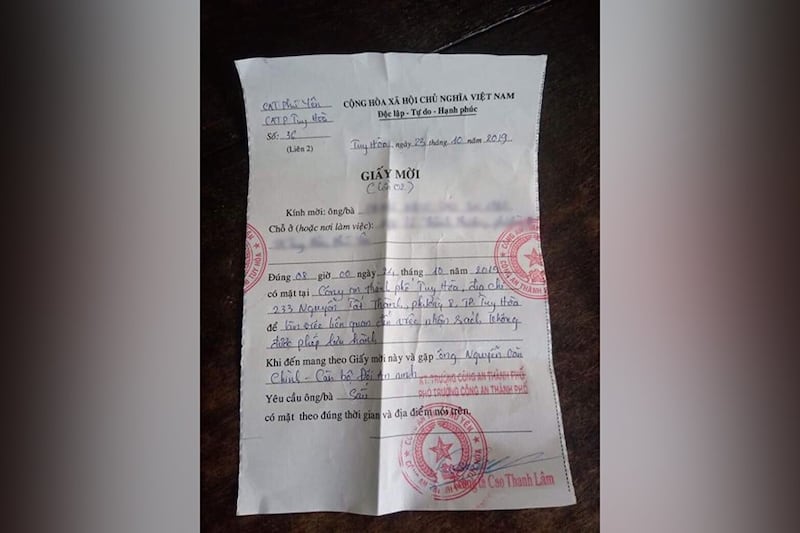 CAT Phú Yên
CỘNG HÒA XÃ HỘI CHỦ NGHĨA VIỆT NAM
CATP Tuy Hòa
Độc lập - Tự do - Hạnh phúc
Số: 36
(Liên 2)
Tuy Hòa, ngày 23 tháng 10 năm 2019
GIẤY MỜI
(Lần 02)
Kính mời: ông/bà
Chỗ ở (hoặc nơi làm việc):
Đúng 08 giờ 00 ngày 24 tháng 10 năm 2019
có mặt tại Công an thành phố Tuy Hòa, địa chỉ
233 Nguyễn Tất Thành, phường 8, TP. Tuy Hòa
để làm việc liên quan đến việc nhận sách không
được phép lưu hành
Khi đến mang theo Giấy mời này và gặp ông Nguyễn Văn
Chính - Cán bộ Đội An ninh
KT. TRƯỞNG CÔNG AN THÀNH PHỐ
PHÓ TRƯỞNG CÔNG AN THÀNH PHỐ
Yêu cầu ông/bà
có mặt theo đúng thời gian và địa điểm nói trên.
Cao Thanh Lâm